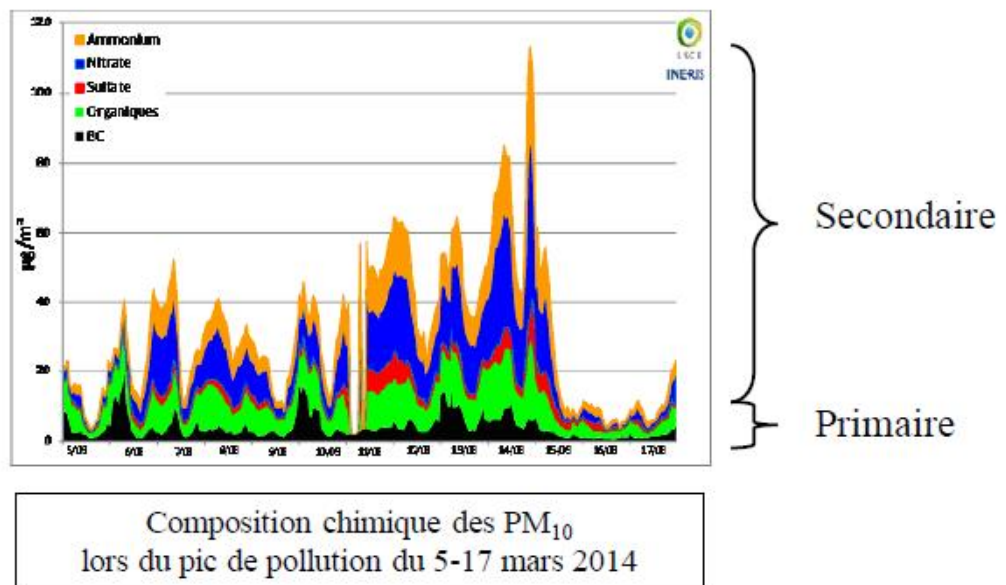 120
Ammonium
Nitrate
Sulfate
Organiques
BC
100
80
60
40
20
0
µg/m³
LSCE
INERIS
5/03
6/03
7/03
8/03
9/03
10/03
11/03
12/03
13/03
14/03
15/03
16/03
17/03
Secondaire
Primaire
Composition chimique des PM₁₀
lors du pic de pollution du 5-17 mars 2014